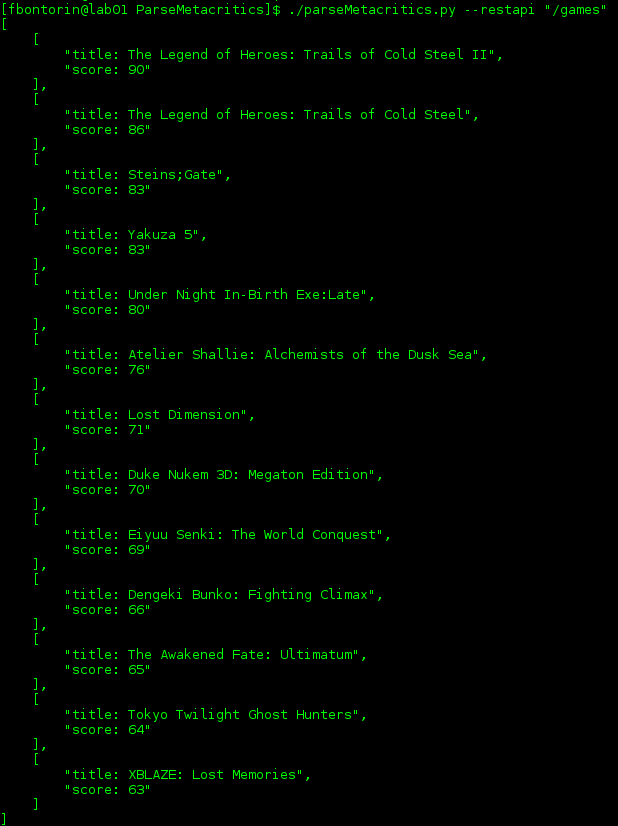 [fbontorin@lab01 ParseMetacritics]$ ./parseMetacritics.py --restapi "/games"
[
    [
        "title: The Legend of Heroes: Trails of Cold Steel II",
        "score: 90"
    ],
    [
        "title: The Legend of Heroes: Trails of Cold Steel",
        "score: 86"
    ],
    [
        "title: Steins;Gate",
        "score: 83"
    ],
    [
        "title: Yakuza 5",
        "score: 83"
    ],
    [
        "title: Under Night In-Birth Exe:Late",
        "score: 80"
    ],
    [
        "title: Atelier Shallie: Alchemists of the Dusk Sea",
        "score: 76"
    ],
    [
        "title: Lost Dimension",
        "score: 71"
    ],
    [
        "title: Duke Nukem 3D: Megaton Edition",
        "score: 70"
    ],
    [
        "title: Eiyuu Senki: The World Conquest",
        "score: 69"
    ],
    [
        "title: Dengeki Bunko: Fighting Climax",
        "score: 66"
    ],
    [
        "title: The Awakened Fate: Ultimatum",
        "score: 65"
    ],
    [
        "title: Tokyo Twilight Ghost Hunters",
        "score: 64"
    ],
    [
        "title: XBLAZE: Lost Memories",
        "score: 63"
    ]
]